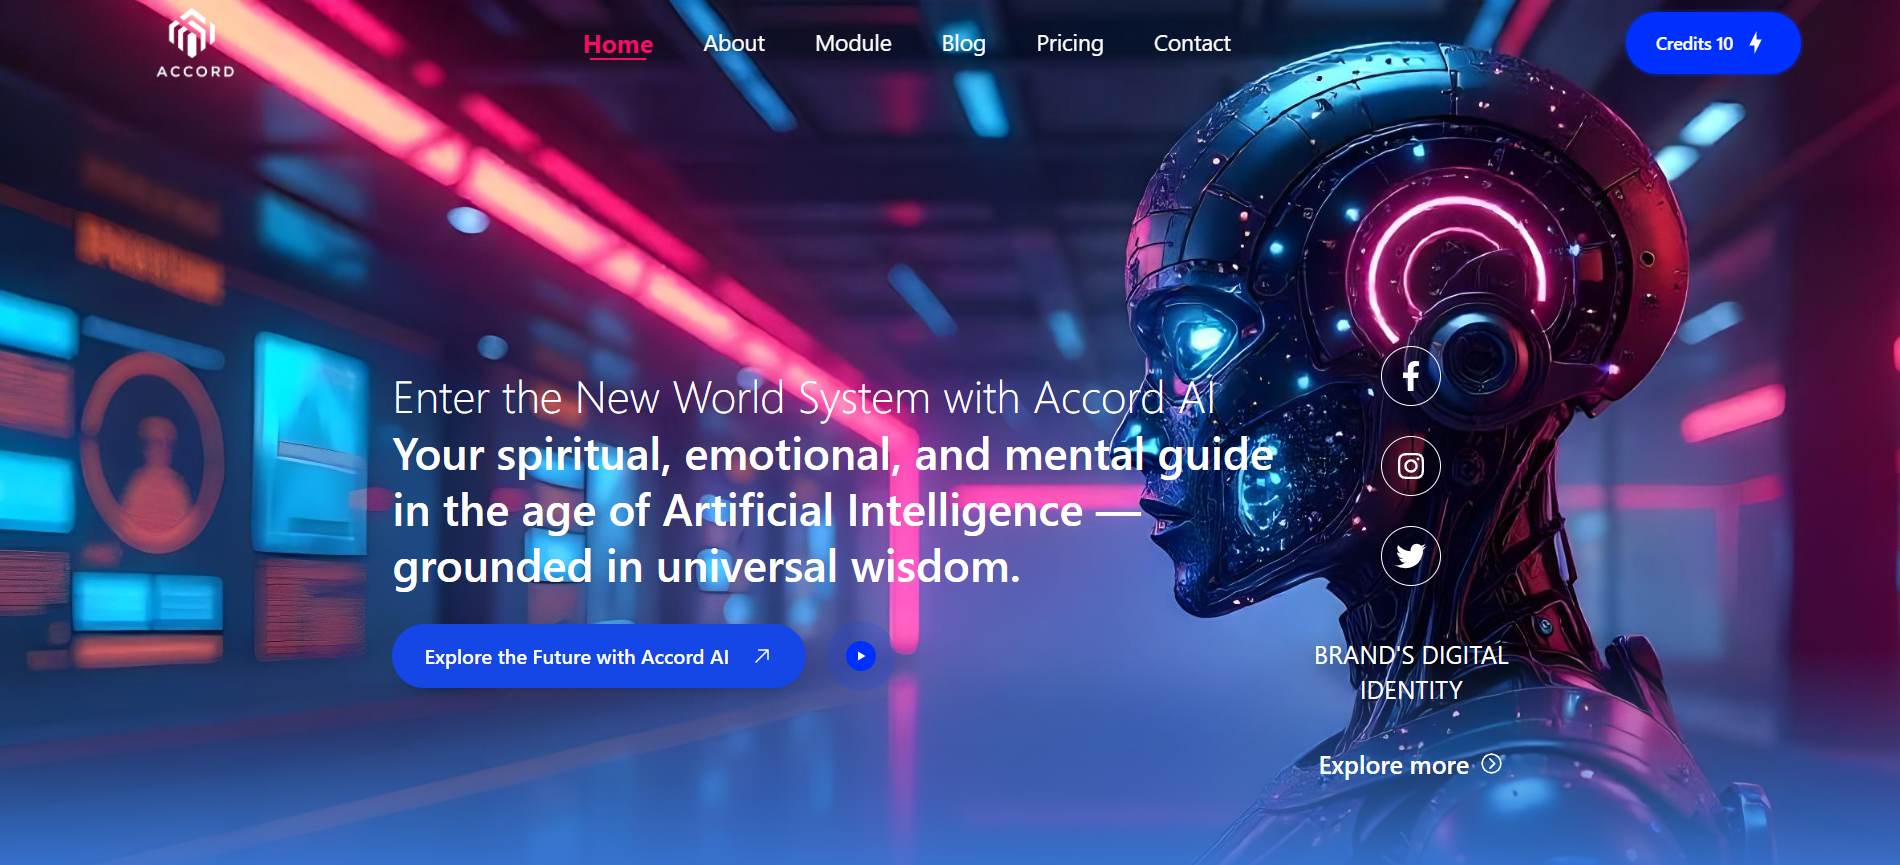 ACCORD
Home
About
Module
Blog
Pricing
Contact
Credits 10
Enter the New World System with Accord AI
Your spiritual, emotional, and mental guide
in the age of Artificial Intelligence —
grounded in universal wisdom.
Explore the Future with Accord AI
BRAND'S DIGITAL
IDENTITY
Explore more